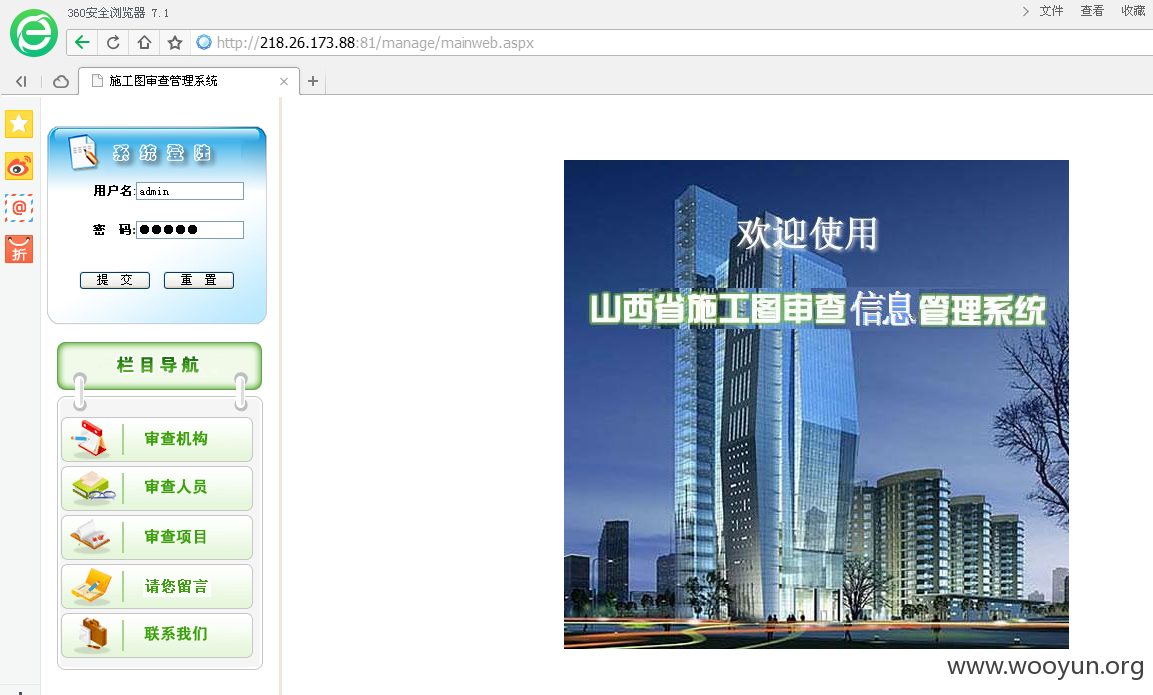 360安全浏览器 7.1
文件 查看 收藏
http://218.26.173.88:81/manage/mainweb.aspx
施工图审查管理系统
系统登陆
用户名:admin
密 码:●●●●●
提 交 重 置
栏目导航
审查机构
审查人员
审查项目
请您留言
联系我们
折
欢迎使用
山西省施工图审查信息管理系统
www.wooyun.org